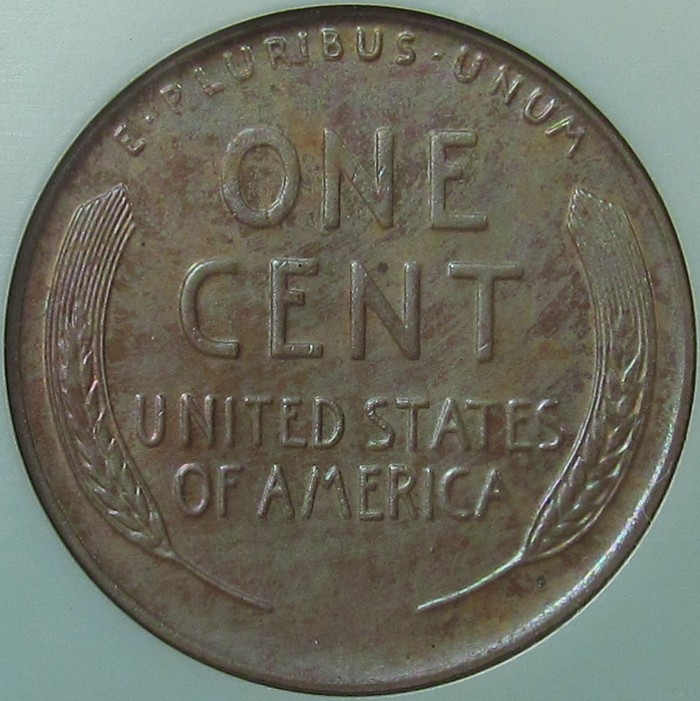 E·PLURIBUS·UNUM
ONE
CENT
UNITED STATES
OF AMERICA